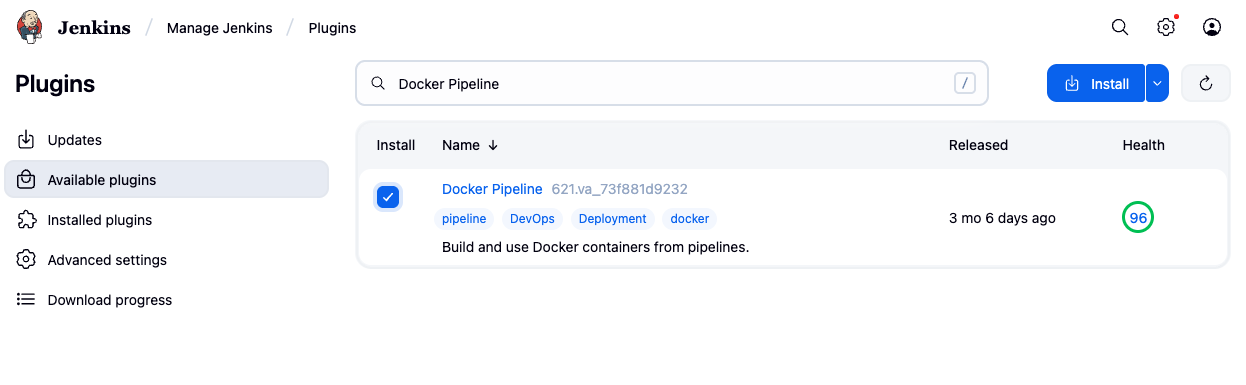 Jenkins / Manage Jenkins / Plugins
Plugins
Updates
Available plugins
Installed plugins
Advanced settings
Download progress
Docker Pipeline /
Install
Install Name ↓ Released Health
Docker Pipeline 621.va_73f881d9232
pipeline DevOps Deployment docker
Build and use Docker containers from pipelines.
3 mo 6 days ago
96